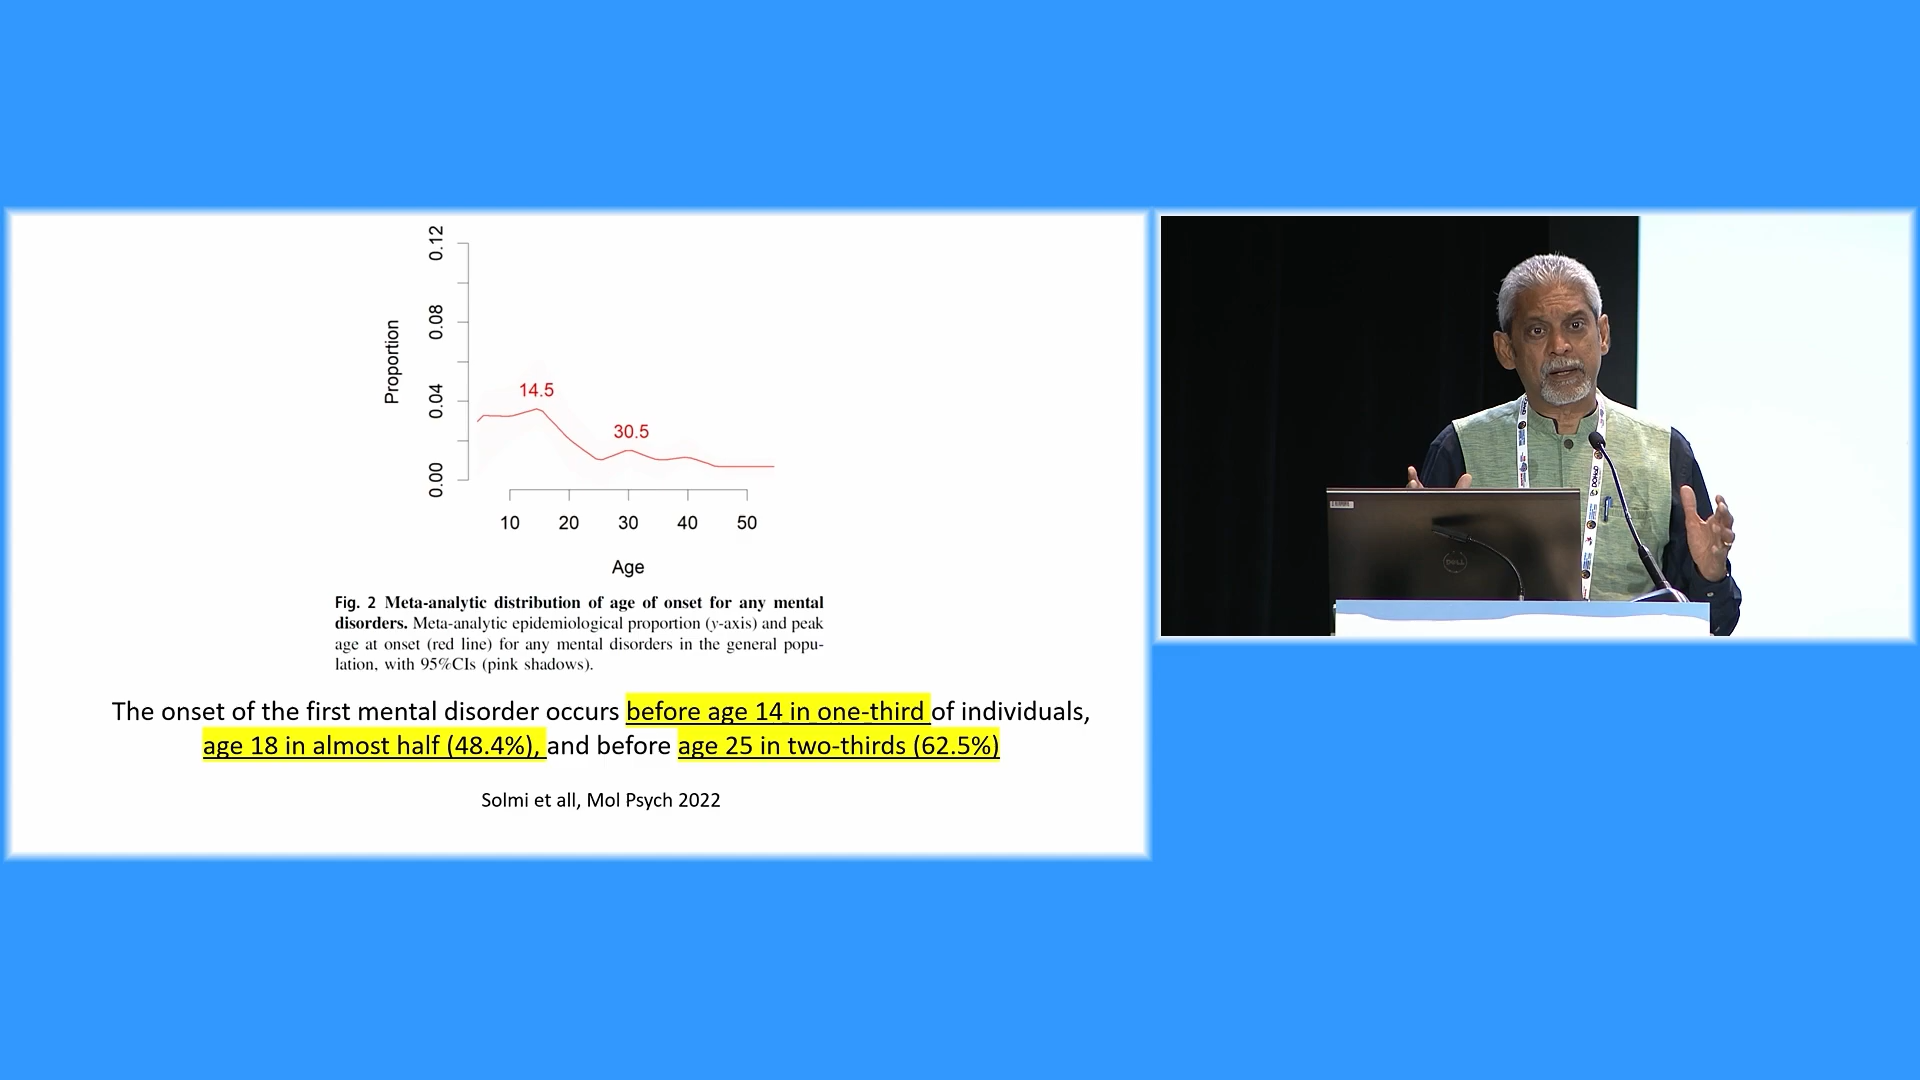 0.12
0.08
0.04
0.00
Proportion
14.5
30.5
10 20 30 40 50
Age
Fig. 2 Meta-analytic distribution of age of onset for any mental
disorders. Meta-analytic epidemiological proportion (y-axis) and peak
age at onset (red line) for any mental disorders in the general popu-
lation, with 95%CIs (pink shadows).
The onset of the first mental disorder occurs before age 14 in one-third of individuals,
age 18 in almost half (48.4%), and before age 25 in two-thirds (62.5%)
Solmi et all, Mol Psych 2022
DELL